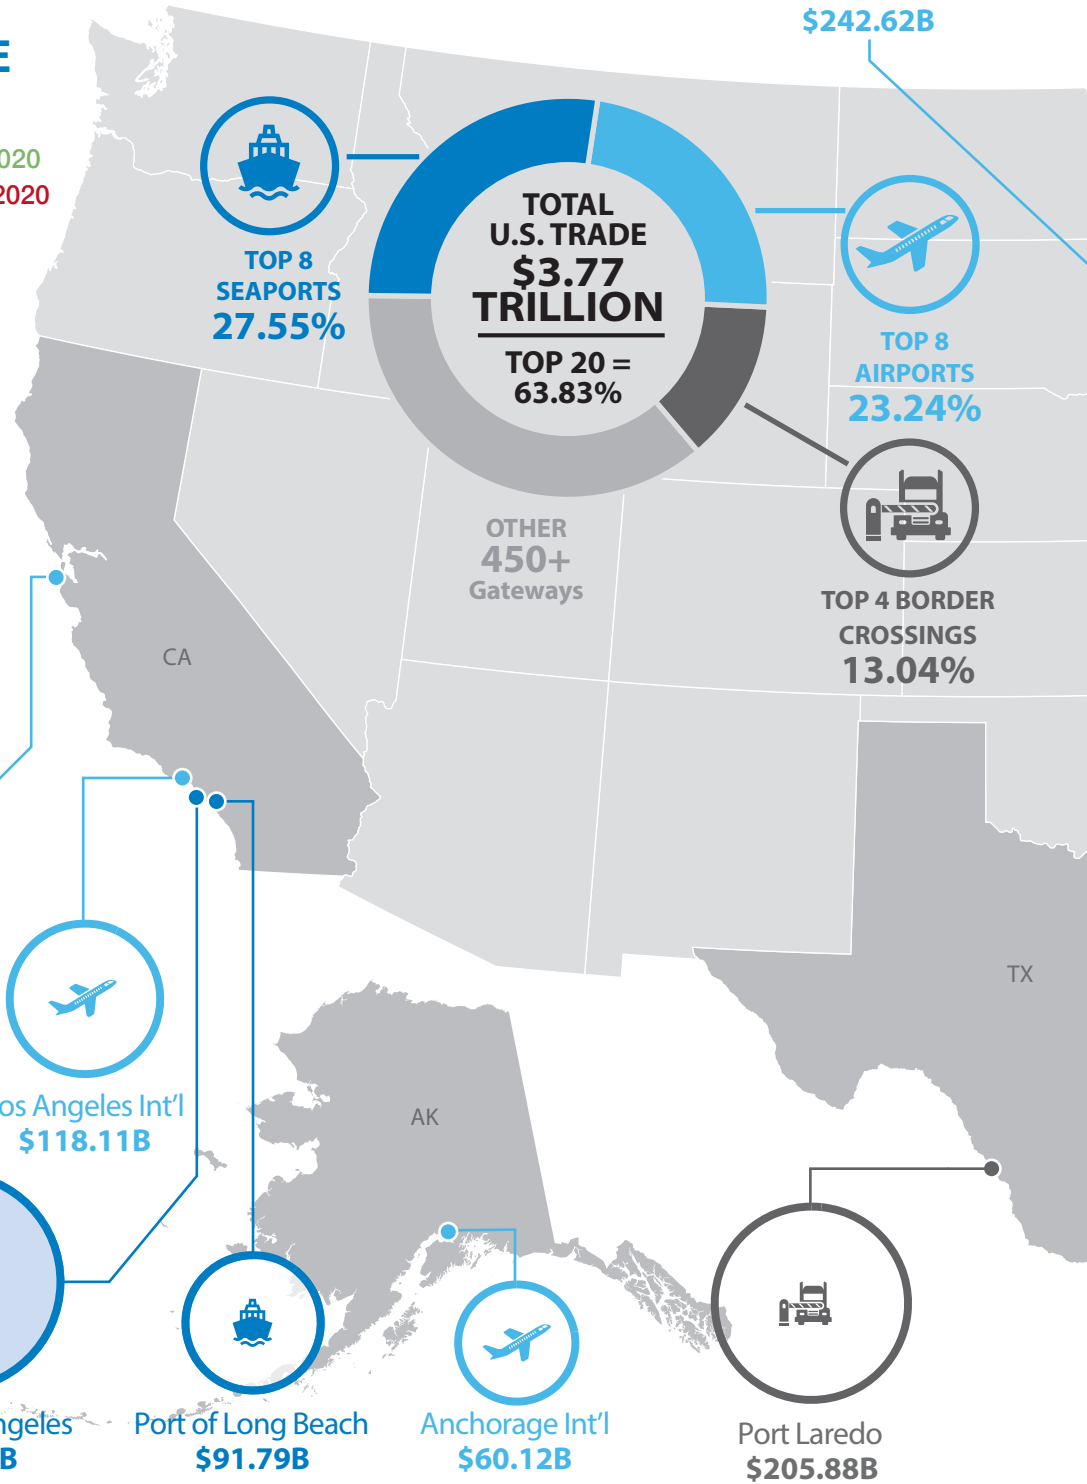 $242.62B
E
020
2020
TOP 8
SEAPORTS
27.55%
TOTAL
U.S. TRADE
$3.77
TRILLION
TOP 20 =
63.83%
TOP 8
AIRPORTS
23.24%
OTHER
450+
Gateways
TOP 4 BORDER
CROSSINGS
13.04%
CA
TX
AK
os Angeles Int'l
$118.11B
ngeles
B
Port of Long Beach
$91.79B
Anchorage Int'l
$60.12B
Port Laredo
$205.88B